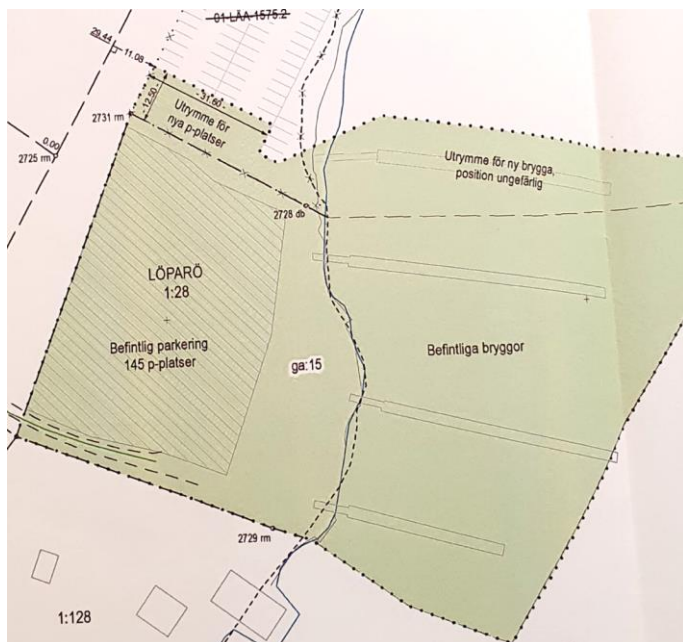 01-LÄA-1575.2
29.44
11.08
31.60
12.50
Utrymme för
nya p-platser
2731 rm
0.00
2725 rm
Utrymme för ny brygga,
position ungefärlig
2728 db
LÖPARÖ
1:28
Befintlig parkering
145 p-platser
ga:15
Befintliga bryggor
2729 rm
1:128